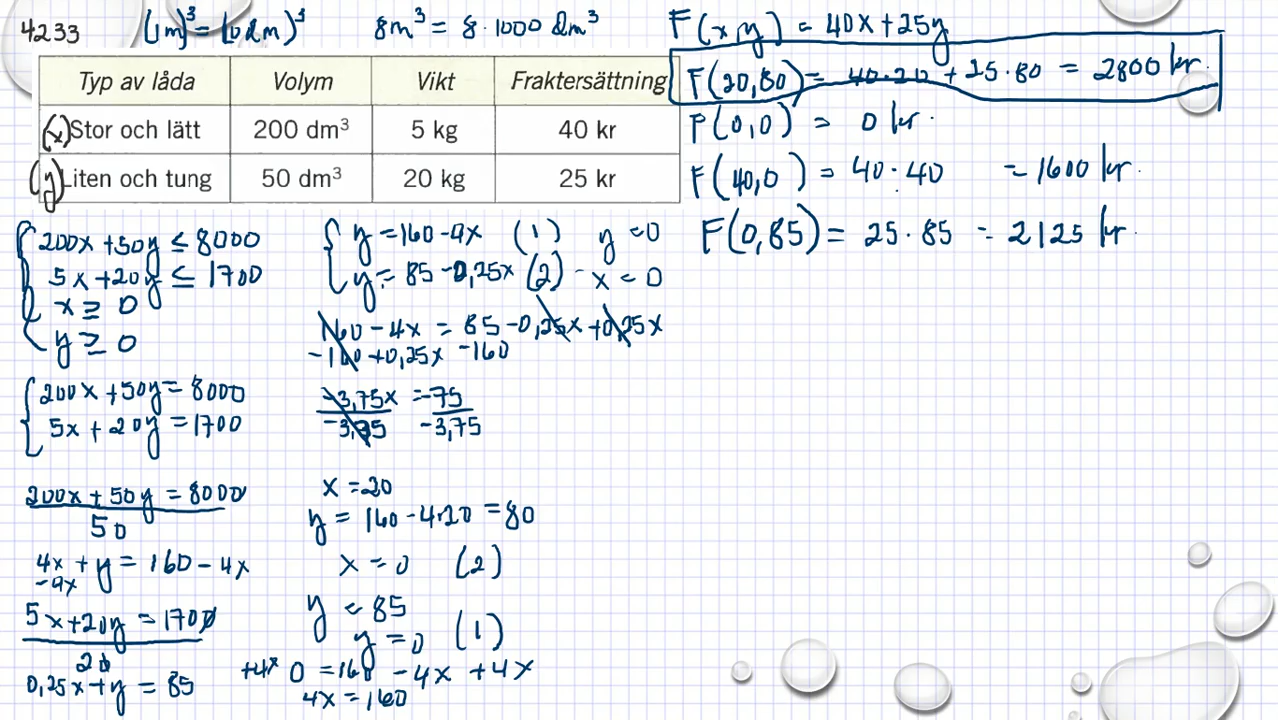 4233
(1m)³ = (10dm)³
8m³ = 8·1000 dm³
Typ av låda Volym Vikt Fraktersättning
(x) Stor och lätt 200 dm³ 5 kg 40 kr
(y) Liten och tung 50 dm³ 20 kg 25 kr
200x + 50y ≤ 8000
5x + 20y ≤ 1700
x ≥ 0
y ≥ 0
200x + 50y = 8000
5x + 20y = 1700
200x + 50y = 8000
50
4x + y = 160 - 4x
-4x
5x + 20y = 1700
20
0,25x + y = 85
y = 160 - 4x (1) y = 0
y = 85 - 0,25x (2) - x = 0
160 - 4x = 85 - 0,25x + 0,25x
-160 + 0,25x -160
-3,75x = -75
-3,75 -3,75
x = 20
y = 160 - 4·20 = 80
x = 0 (2)
y = 85
y = 0 (1)
+4x 0 = 160 - 4x + 4x
4x = 160
F(x,y) = 40x + 25y
F(20,80) = 40·20 + 25·80 = 2800 kr.
F(0,0) = 0 kr.
F(40,0) = 40·40 = 1600 kr.
F(0,85) = 25·85 = 2125 kr.